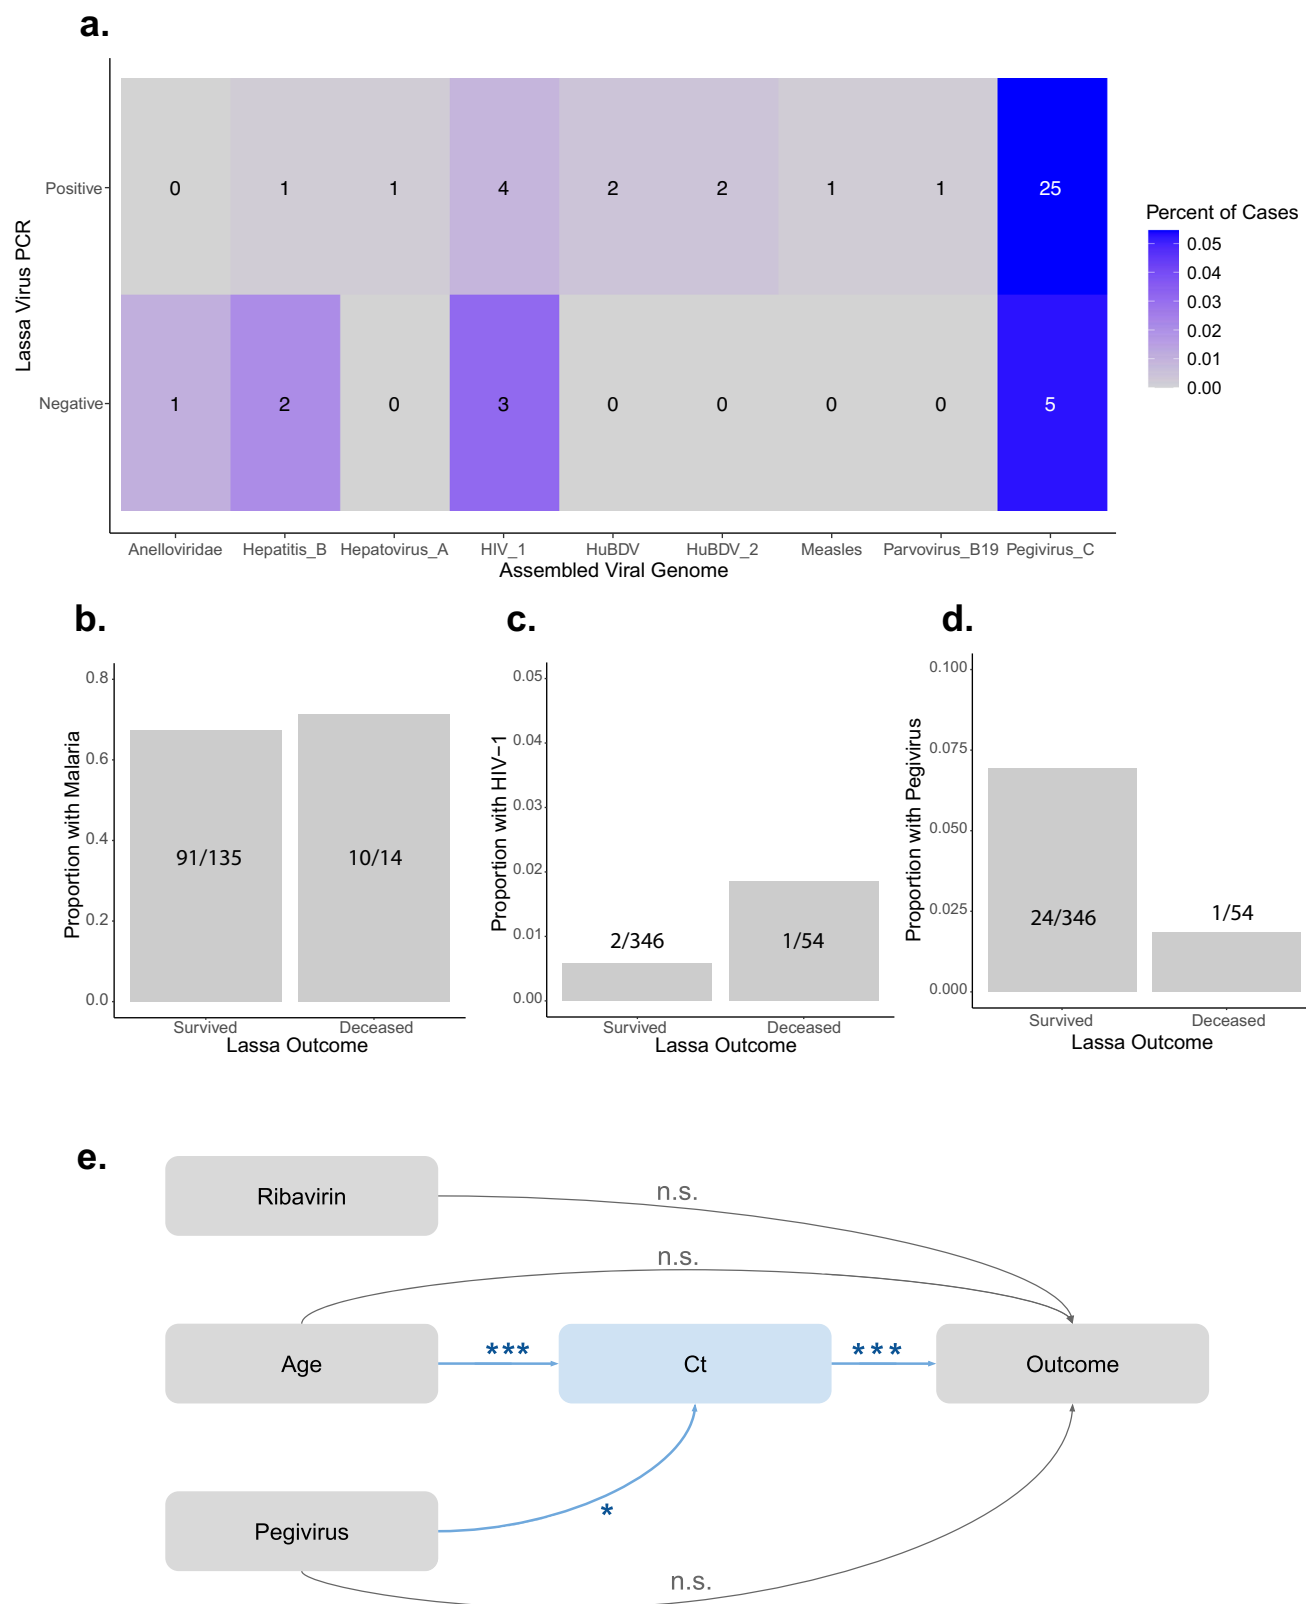 a.
Lassa Virus PCR
Positive
0 1 1 4 2 2 1 1 25
Negative
1 2 0 3 0 0 0 0 5
Anelloviridae Hepatitis_B Hepatovirus_A HIV_1 HuBDV HuBDV_2 Measles Parvovirus_B19 Pegivirus_C
Assembled Viral Genome
Percent of Cases
0.05
0.04
0.03
0.02
0.01
0.00
b.
Proportion with Malaria
0.8
0.6
0.4
0.2
0.0
91/135
10/14
Survived Deceased
Lassa Outcome
c.
Proportion with HIV−1
0.05
0.04
0.03
0.02
0.01
0.00
2/346
1/54
Survived Deceased
Lassa Outcome
d.
Proportion with Pegivirus
0.100
0.075
0.050
0.025
0.000
24/346
1/54
Survived Deceased
Lassa Outcome
e.
Ribavirin
n.s.
n.s.
Age
***
Ct
***
Outcome
*
Pegivirus
n.s.